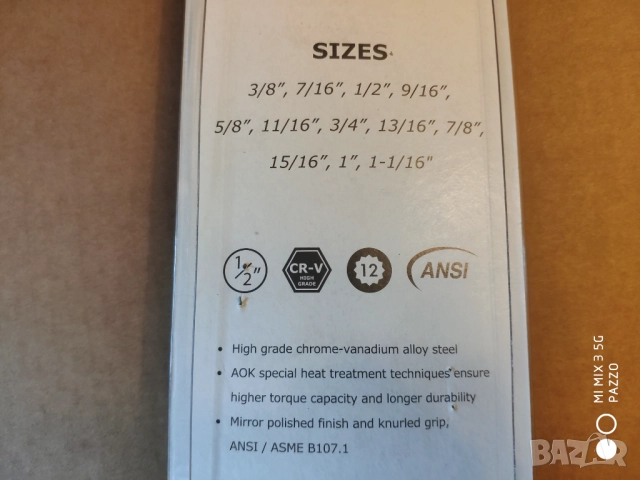 SIZES
3/8", 7/16", 1/2", 9/16",
5/8", 11/16", 3/4", 13/16", 7/8",
15/16", 1", 1-1/16"
1/2"
CR-V
HIGH
GRADE
12
ANSI
• High grade chrome-vanadium alloy steel
• AOK special heat treatment techniques ensure
higher torque capacity and longer durability
• Mirror polished finish and knurled grip,
ANSI / ASME B107.1
MI MIX 3 5G
PAZZO
BAZAR